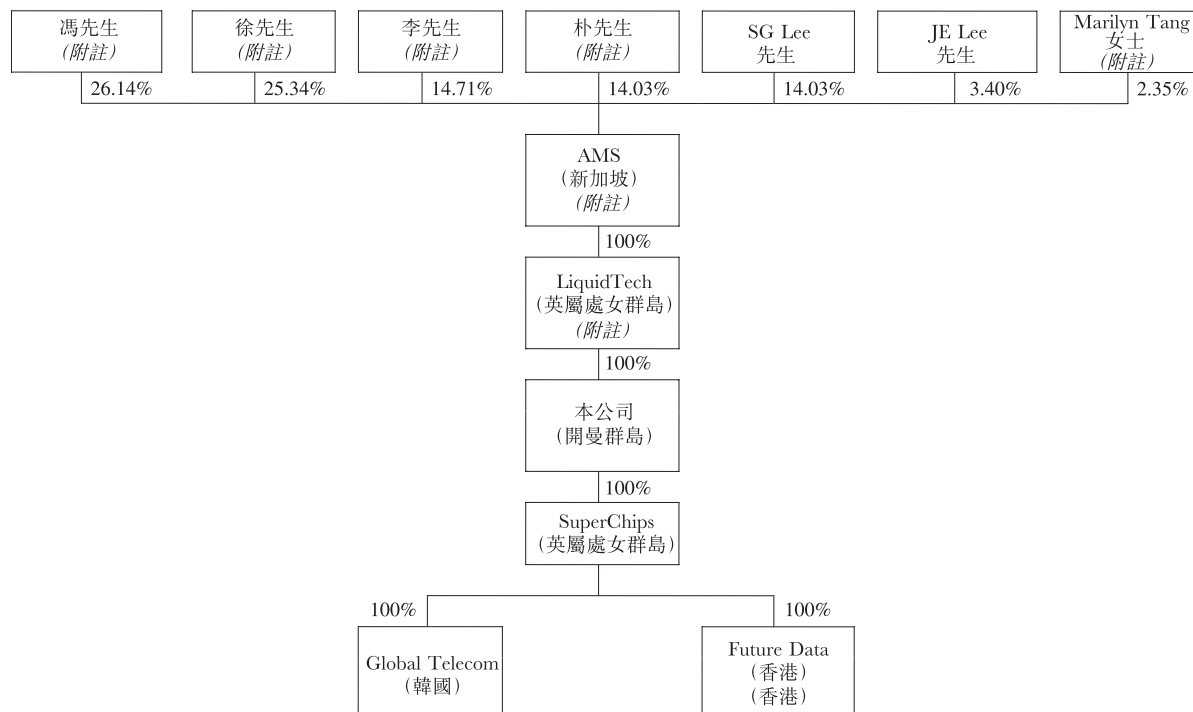 馮先生
(附註)
徐先生
(附註)
李先生
(附註)
朴先生
(附註)
SG Lee
先生
JE Lee
先生
Marilyn Tang
女士
(附註)
26.14%
25.34%
14.71%
14.03%
14.03%
3.40%
2.35%
AMS
(新加坡)
(附註)
100%
LiquidTech
(英屬處女群島)
(附註)
100%
本公司
(開曼群島)
100%
SuperChips
(英屬處女群島)
100%
100%
Global Telecom
(韓國)
Future Data
(香港)
(香港)